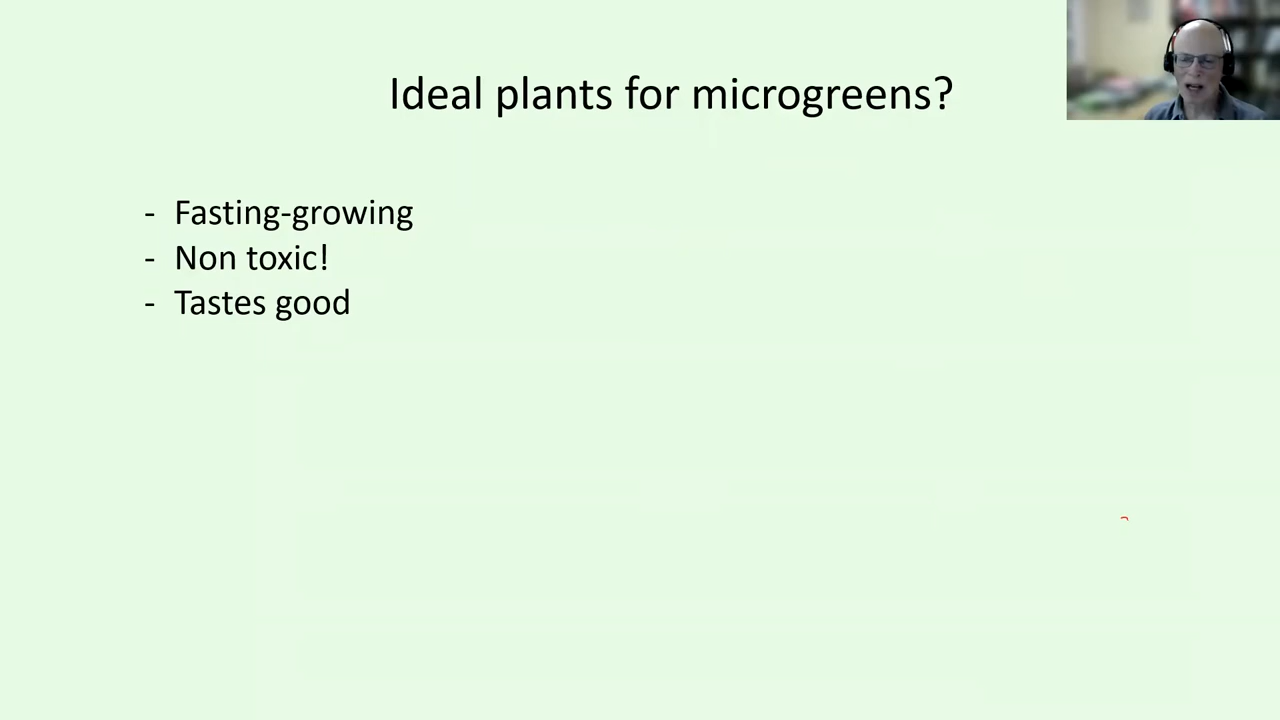 Ideal plants for microgreens?
- Fasting-growing
- Non toxic!
- Tastes good